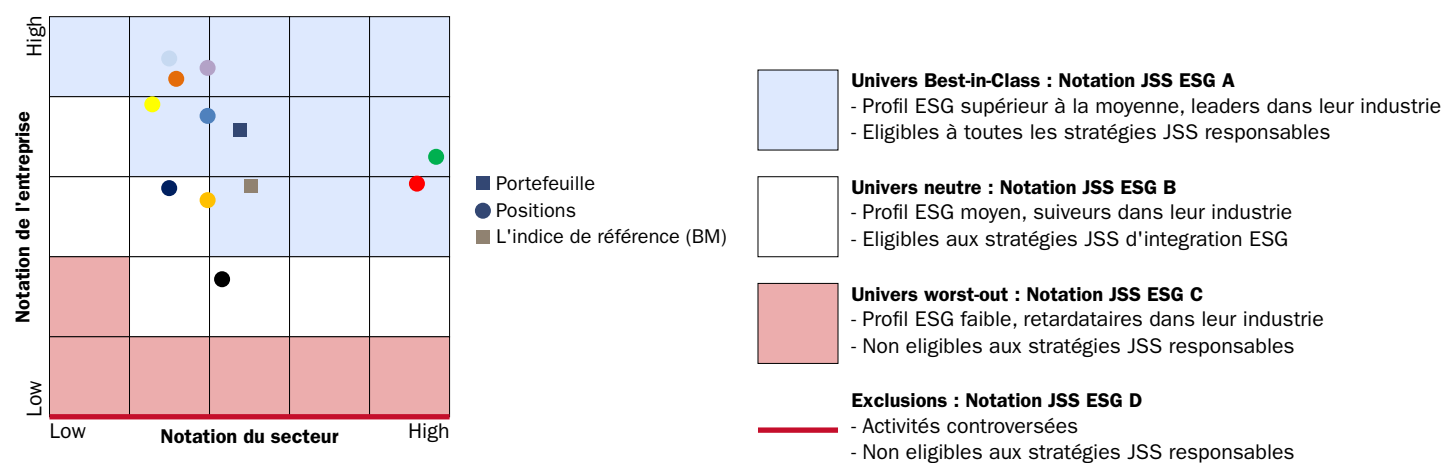 High
Notation de l'entreprise
Low
Low
Notation du secteur
High
Portefeuille
Positions
L'indice de référence (BM)
Univers Best-in-Class : Notation JSS ESG A
- Profil ESG supérieur à la moyenne, leaders dans leur industrie
- Eligibles à toutes les stratégies JSS responsables
Univers neutre : Notation JSS ESG B
- Profil ESG moyen, suiveurs dans leur industrie
- Eligibles aux stratégies JSS d'integration ESG
Univers worst-out : Notation JSS ESG C
- Profil ESG faible, retardataires dans leur industrie
- Non eligibles aux stratégies JSS responsables
Exclusions : Notation JSS ESG D
- Activités controversées
- Non eligibles aux stratégies JSS responsables